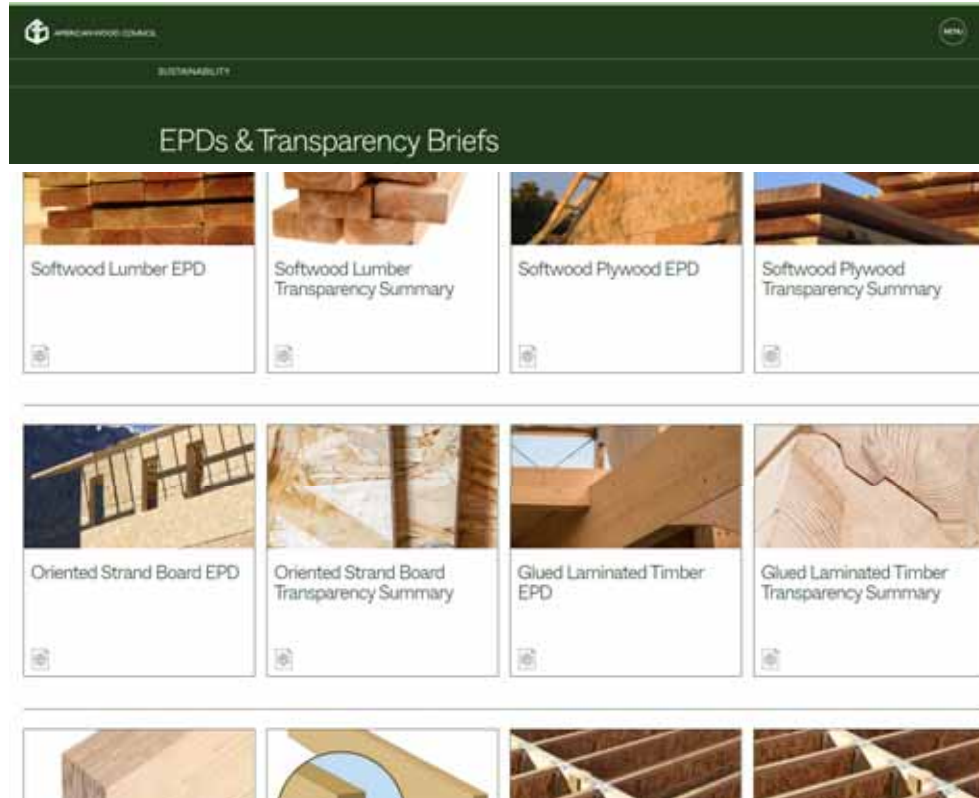 AMERICAN WOOD COUNCIL
MENU
SUSTAINABILITY
EPDs & Transparency Briefs
Softwood Lumber EPD
Softwood Lumber
Transparency Summary
Softwood Plywood EPD
Softwood Plywood
Transparency Summary
Oriented Strand Board EPD
Oriented Strand Board
Transparency Summary
Glued Laminated Timber
EPD
Glued Laminated Timber
Transparency Summary